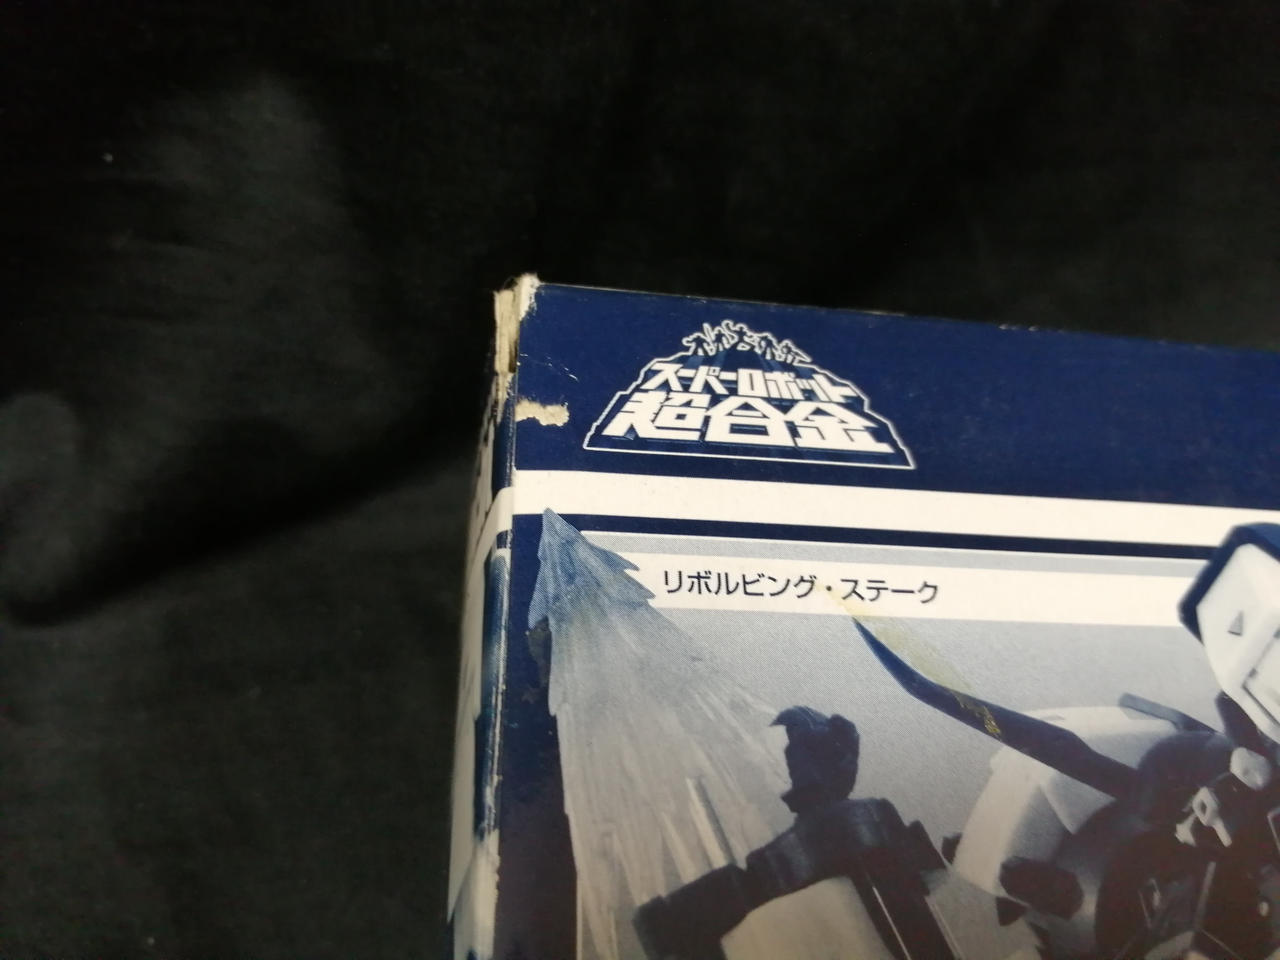 スーパーロボット
超合金
リボルビング・ステーク